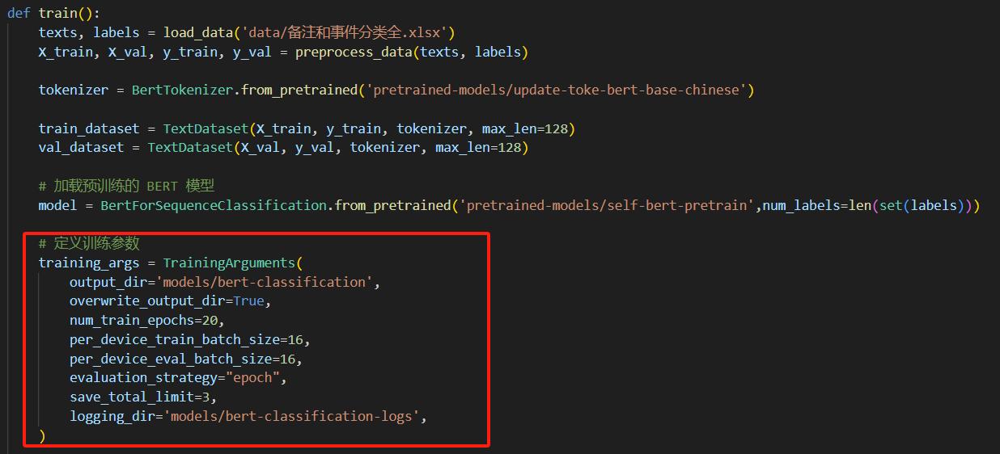 def train():
    texts, labels = load_data('data/备注和事件分类全.xlsx')
    X_train, X_val, y_train, y_val = preprocess_data(texts, labels)
    tokenizer = BertTokenizer.from_pretrained('pretrained-models/update-toke-bert-base-chinese')
    train_dataset = TextDataset(X_train, y_train, tokenizer, max_len=128)
    val_dataset = TextDataset(X_val, y_val, tokenizer, max_len=128)
    # 加载预训练的 BERT 模型
    model = BertForSequenceClassification.from_pretrained('pretrained-models/self-bert-pretrain',num_labels=len(set(labels)))
    # 定义训练参数
    training_args = TrainingArguments(
        output_dir='models/bert-classification',
        overwrite_output_dir=True,
        num_train_epochs=20,
        per_device_train_batch_size=16,
        per_device_eval_batch_size=16,
        evaluation_strategy="epoch",
        save_total_limit=3,
        logging_dir='models/bert-classification-logs',
    )